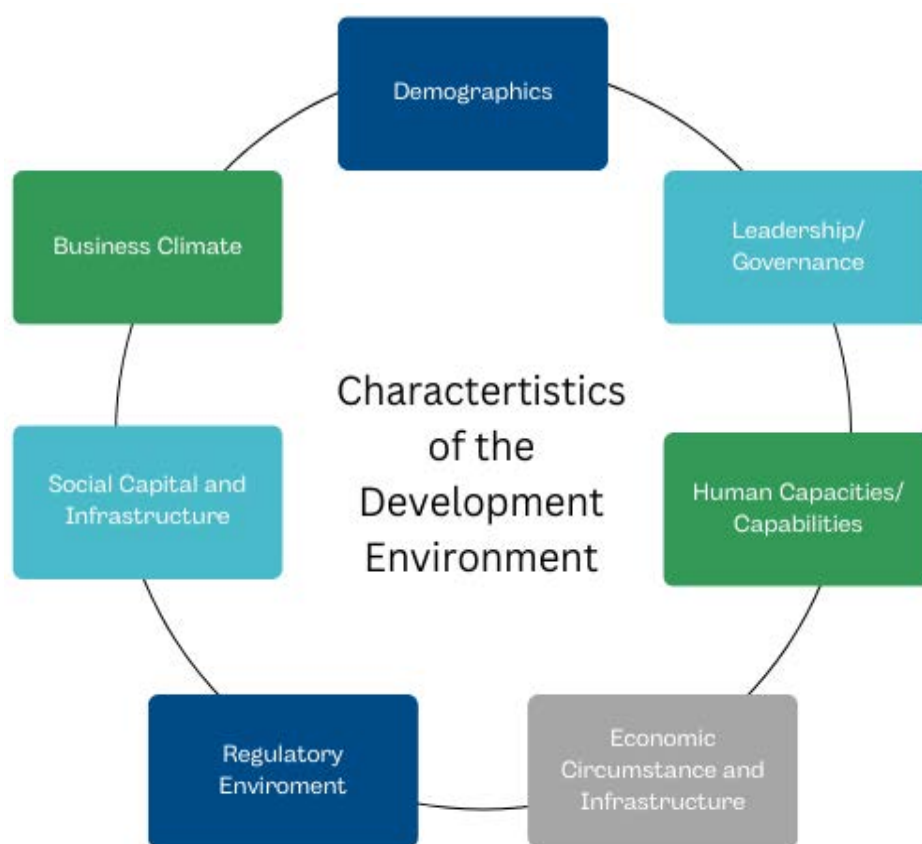 Demographics
Leadership/
Governance
Human Capacities/
Capabilities
Economic
Circumstance and
Infrastructure
Regulatory
Enviroment
Social Capital and
Infrastructure
Business Climate
Charactertistics
of the
Development
Environment